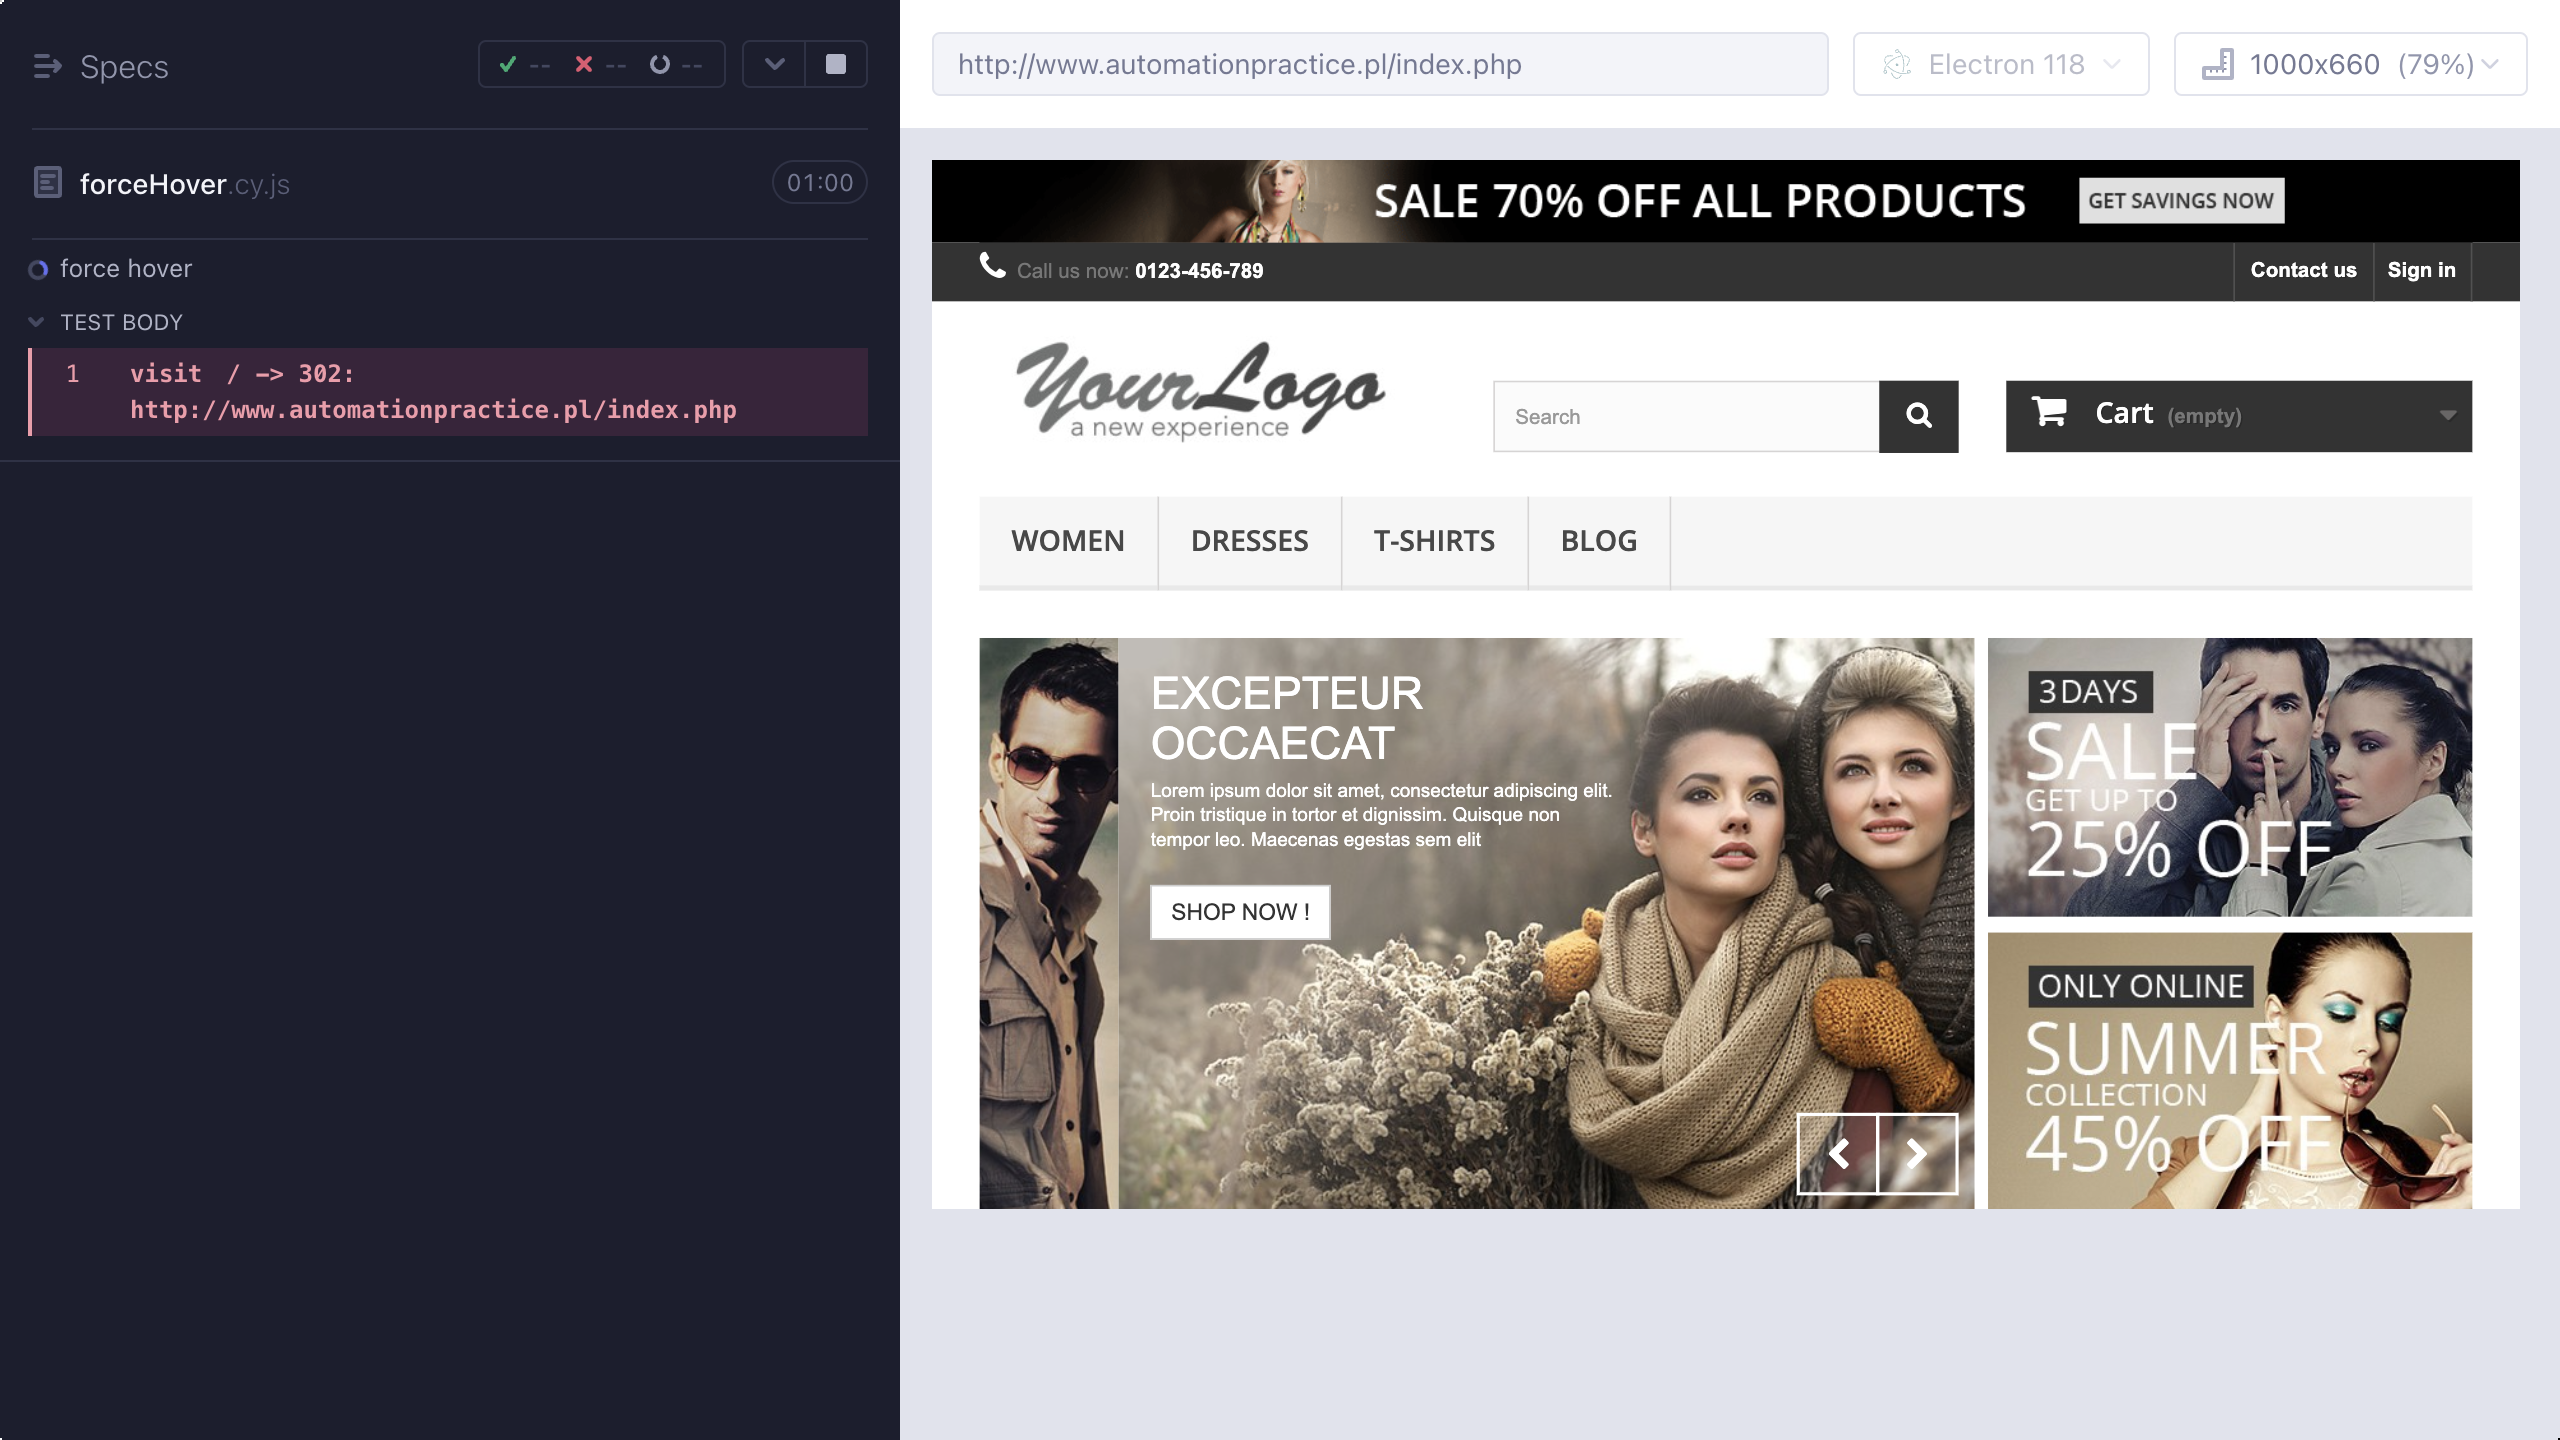 Specs
-- -- --
http://www.automationpractice.pl/index.php
Electron 118
1000x660 (79%)
forceHover.cy.js
01:00
force hover
TEST BODY
1 visit / -> 302:
http://www.automationpractice.pl/index.php
SALE 70% OFF ALL PRODUCTS
GET SAVINGS NOW
Call us now: 0123-456-789
Contact us
Sign in
Your Logo
a new experience
Search
Cart (empty)
WOMEN
DRESSES
T-SHIRTS
BLOG
EXCEPTEUR
OCCAECAT
Lorem ipsum dolor sit amet, consectetur adipiscing elit.
Proin tristique in tortor et dignissim. Quisque non
tempor leo. Maecenas egestas sem elit
SHOP NOW !
3 DAYS
SALE
GET UP TO
25% OFF
ONLY ONLINE
SUMMER
COLLECTION
45% OFF